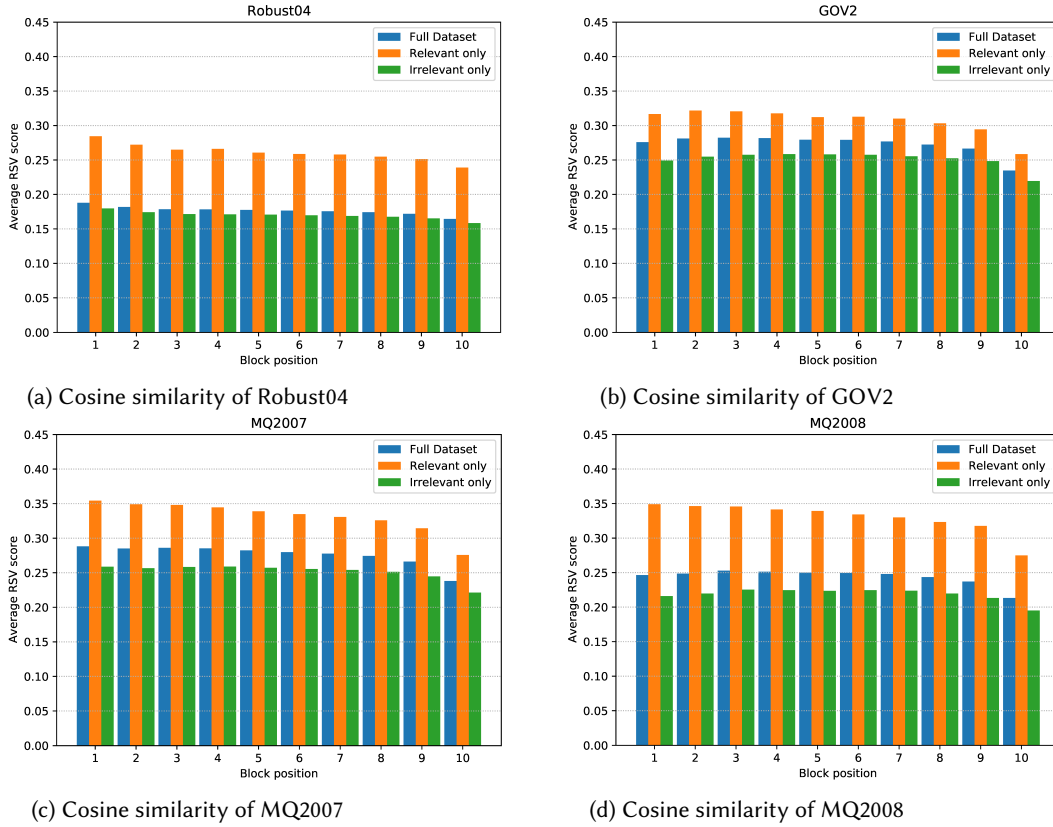 Robust04
0.45
0.40
0.35
0.30
0.25
0.20
0.15
0.10
0.05
0.00
Average RSV score
Full Dataset
Relevant only
Irrelevant only
1 2 3 4 5 6 7 8 9 10
Block position
(a) Cosine similarity of Robust04
GOV2
0.45
0.40
0.35
0.30
0.25
0.20
0.15
0.10
0.05
0.00
Average RSV score
Full Dataset
Relevant only
Irrelevant only
1 2 3 4 5 6 7 8 9 10
Block position
(b) Cosine similarity of GOV2
MQ2007
0.45
0.40
0.35
0.30
0.25
0.20
0.15
0.10
0.05
0.00
Average RSV score
Full Dataset
Relevant only
Irrelevant only
1 2 3 4 5 6 7 8 9 10
Block position
(c) Cosine similarity of MQ2007
MQ2008
0.45
0.40
0.35
0.30
0.25
0.20
0.15
0.10
0.05
0.00
Average RSV score
Full Dataset
Relevant only
Irrelevant only
1 2 3 4 5 6 7 8 9 10
Block position
(d) Cosine similarity of MQ2008